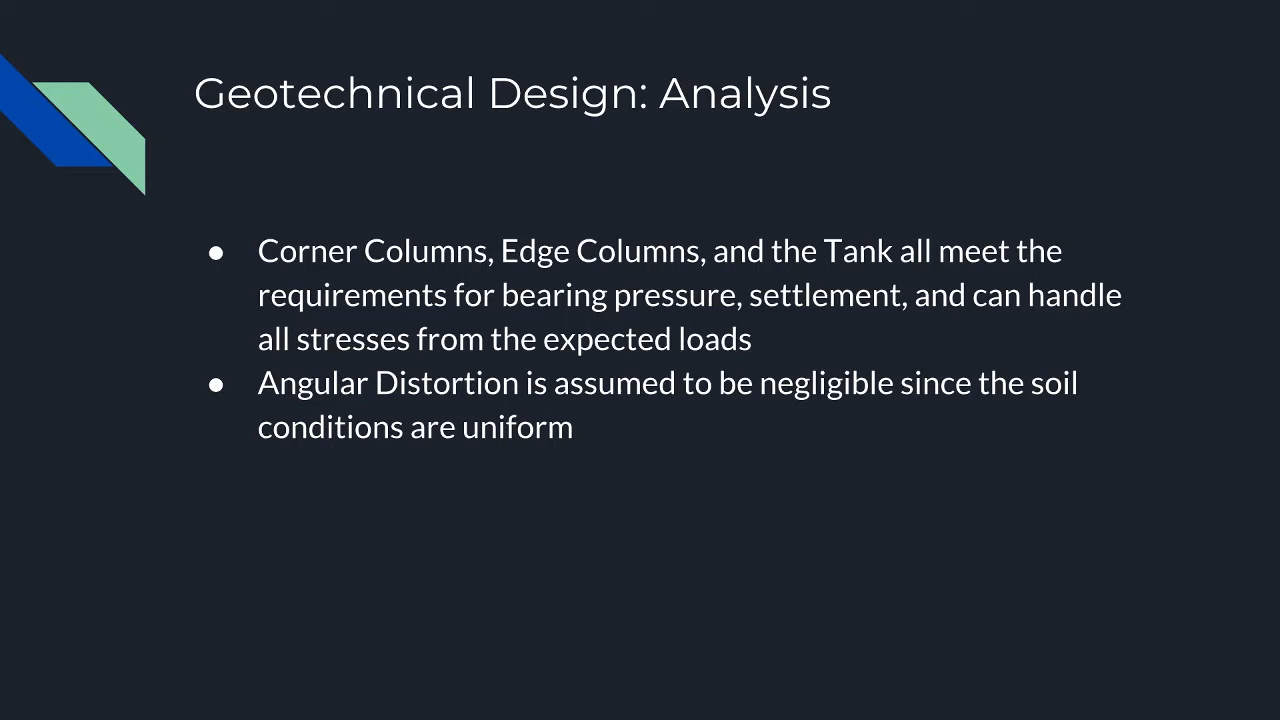 Geotechnical Design: Analysis
● Corner Columns, Edge Columns, and the Tank all meet the
requirements for bearing pressure, settlement, and can handle
all stresses from the expected loads
● Angular Distortion is assumed to be negligible since the soil
conditions are uniform